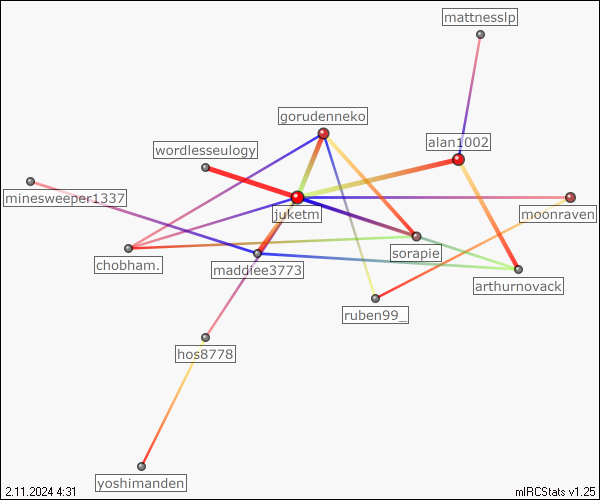 mattnesslp
gorudenneko
alan1002
wordlesseulogy
minesweeper1337
juketm
moonraven
sorapie
chobham.
maddiee3773
arthurnovack
ruben99_
hos8778
yoshimanden
2.11.2024 4:31
mIRCStats v1.25